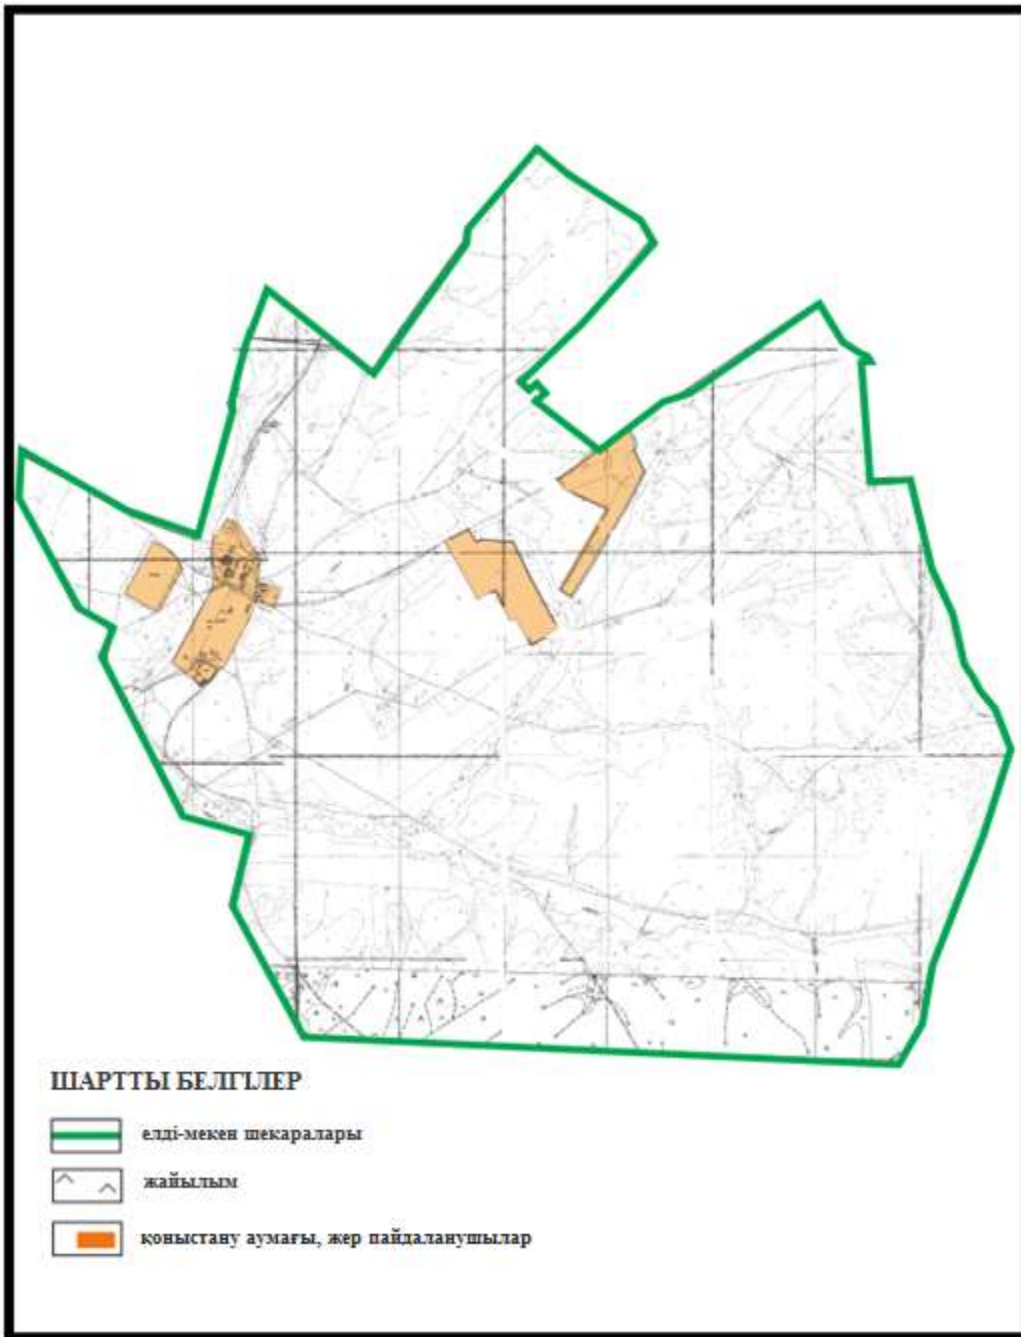 ШАРТТЫ БЕЛГІЛЕР
елді-мекен шекаралары
жайылым
қоныстану аумағы, жер пайдаланушылар